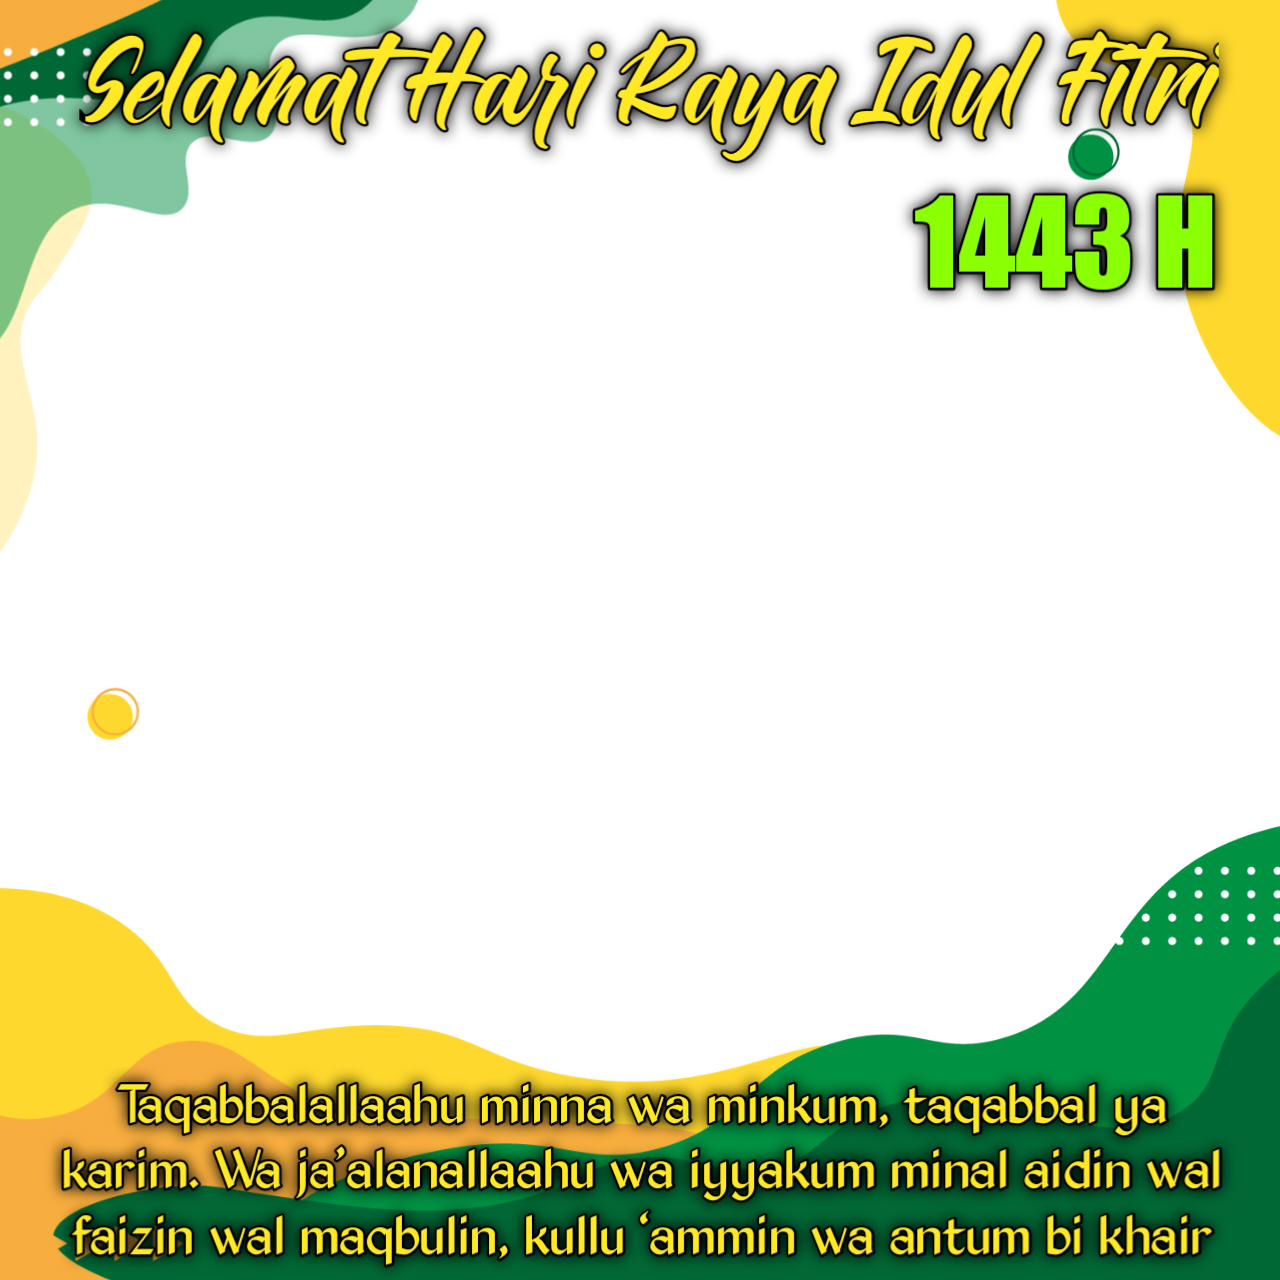 Selamat Hari Raya Idul Fitri
1443 H
Taqabbalallaahu minna wa minkum, taqabbal ya
karim. Wa ja’alanallaahu wa iyyakum minal aidin wal
faizin wal maqbulin, kullu ‘ammin wa antum bi khair